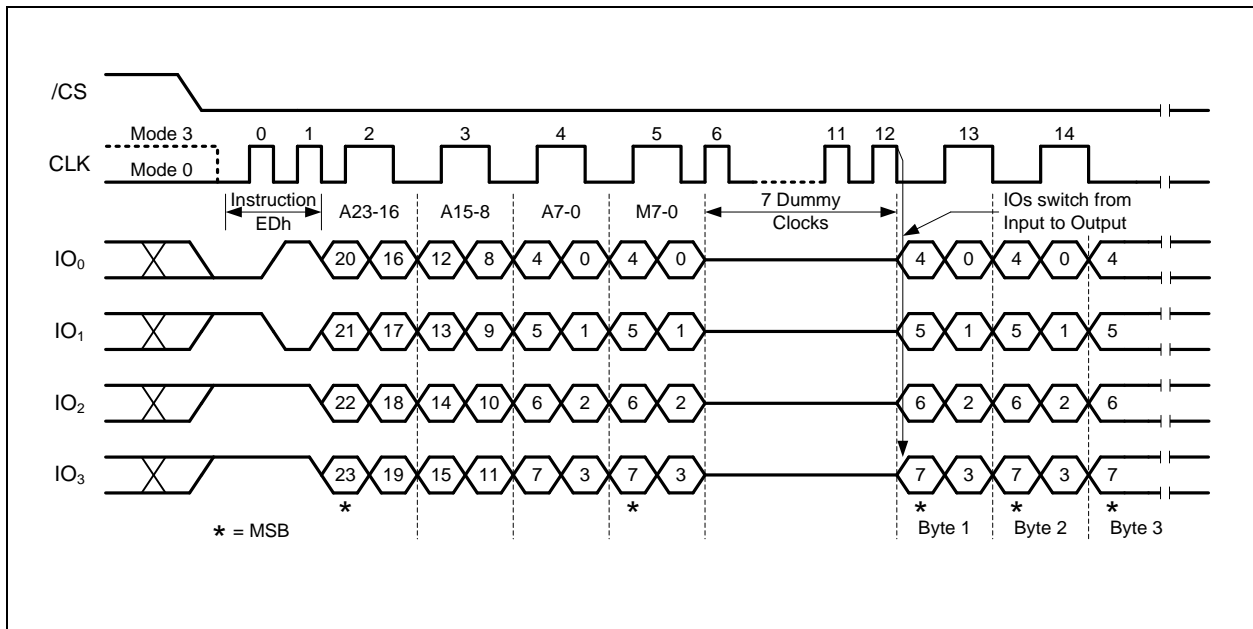 /CS
Mode 3 0 1 2 3 4 5 6 11 12 13 14
CLK
Mode 0
Instruction EDh A23-16 A15-8 A7-0 M7-0 7 Dummy Clocks IOs switch from Input to Output
IO0 20 16 12 8 4 0 4 0 4 0 4 0 4
IO1 21 17 13 9 5 1 5 1 5 1 5 1 5
IO2 22 18 14 10 6 2 6 2 6 2 6 2 6
IO3 23 19 15 11 7 3 7 3 7 3 7 3 7
* * * * *
* = MSB Byte 1 Byte 2 Byte 3